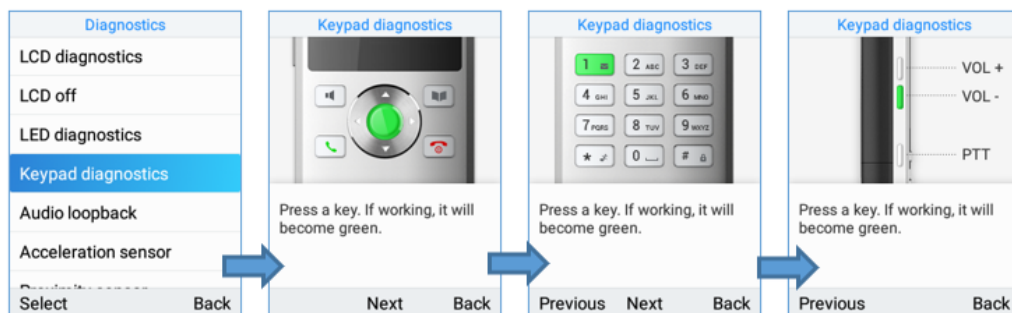 Diagnostics
LCD diagnostics
LCD off
LED diagnostics
Keypad diagnostics
Audio loopback
Acceleration sensor
Proximity sensor
Select Back
Keypad diagnostics
Press a key. If working, it will
become green.
Next Back
Keypad diagnostics
1
2 ABC
3 DEF
4 GHI
5 JKL
6 MNO
7 PQRS
8 TUV
9 WXYZ
*
0
#
Press a key. If working, it will
become green.
Previous Next Back
Keypad diagnostics
VOL +
VOL -
PTT
Press a key. If working, it will
become green.
Previous Back